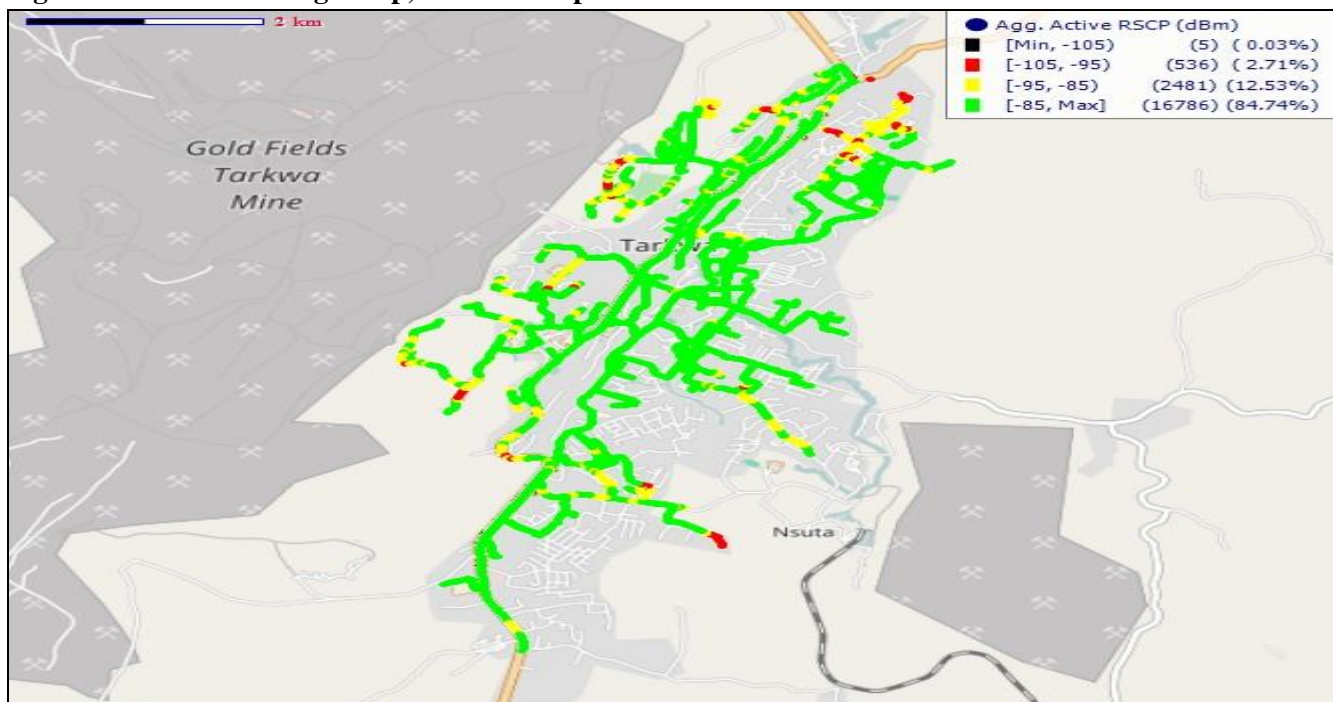 2 km
Agg. Active RSCP (dBm)
[Min, -105) (5) ( 0.03%)
[-105, -95) (536) ( 2.71%)
[-95, -85) (2481) (12.53%)
[-85, Max] (16786) (84.74%)
Gold Fields
Tarkwa
Mine
Tarkwa
Nsuta